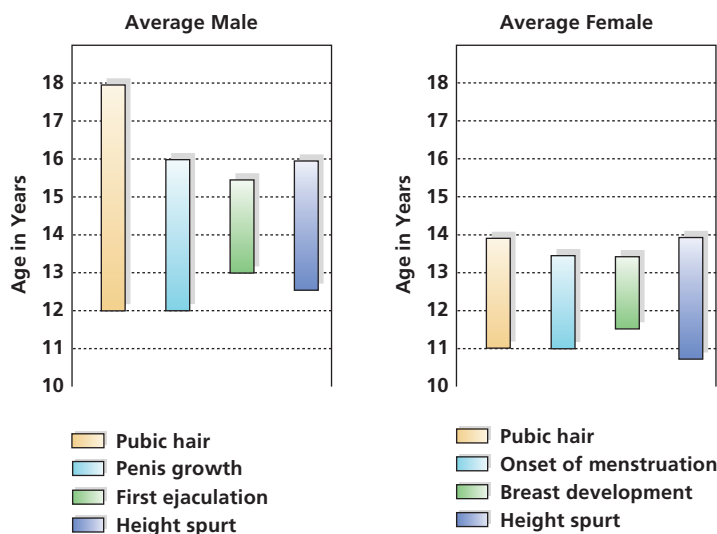 Average Male
Age in Years
18
17
16
15
14
13
12
11
10
Pubic hair
Penis growth
First ejaculation
Height spurt
Average Female
Age in Years
18
17
16
15
14
13
12
11
10
Pubic hair
Onset of menstruation
Breast development
Height spurt